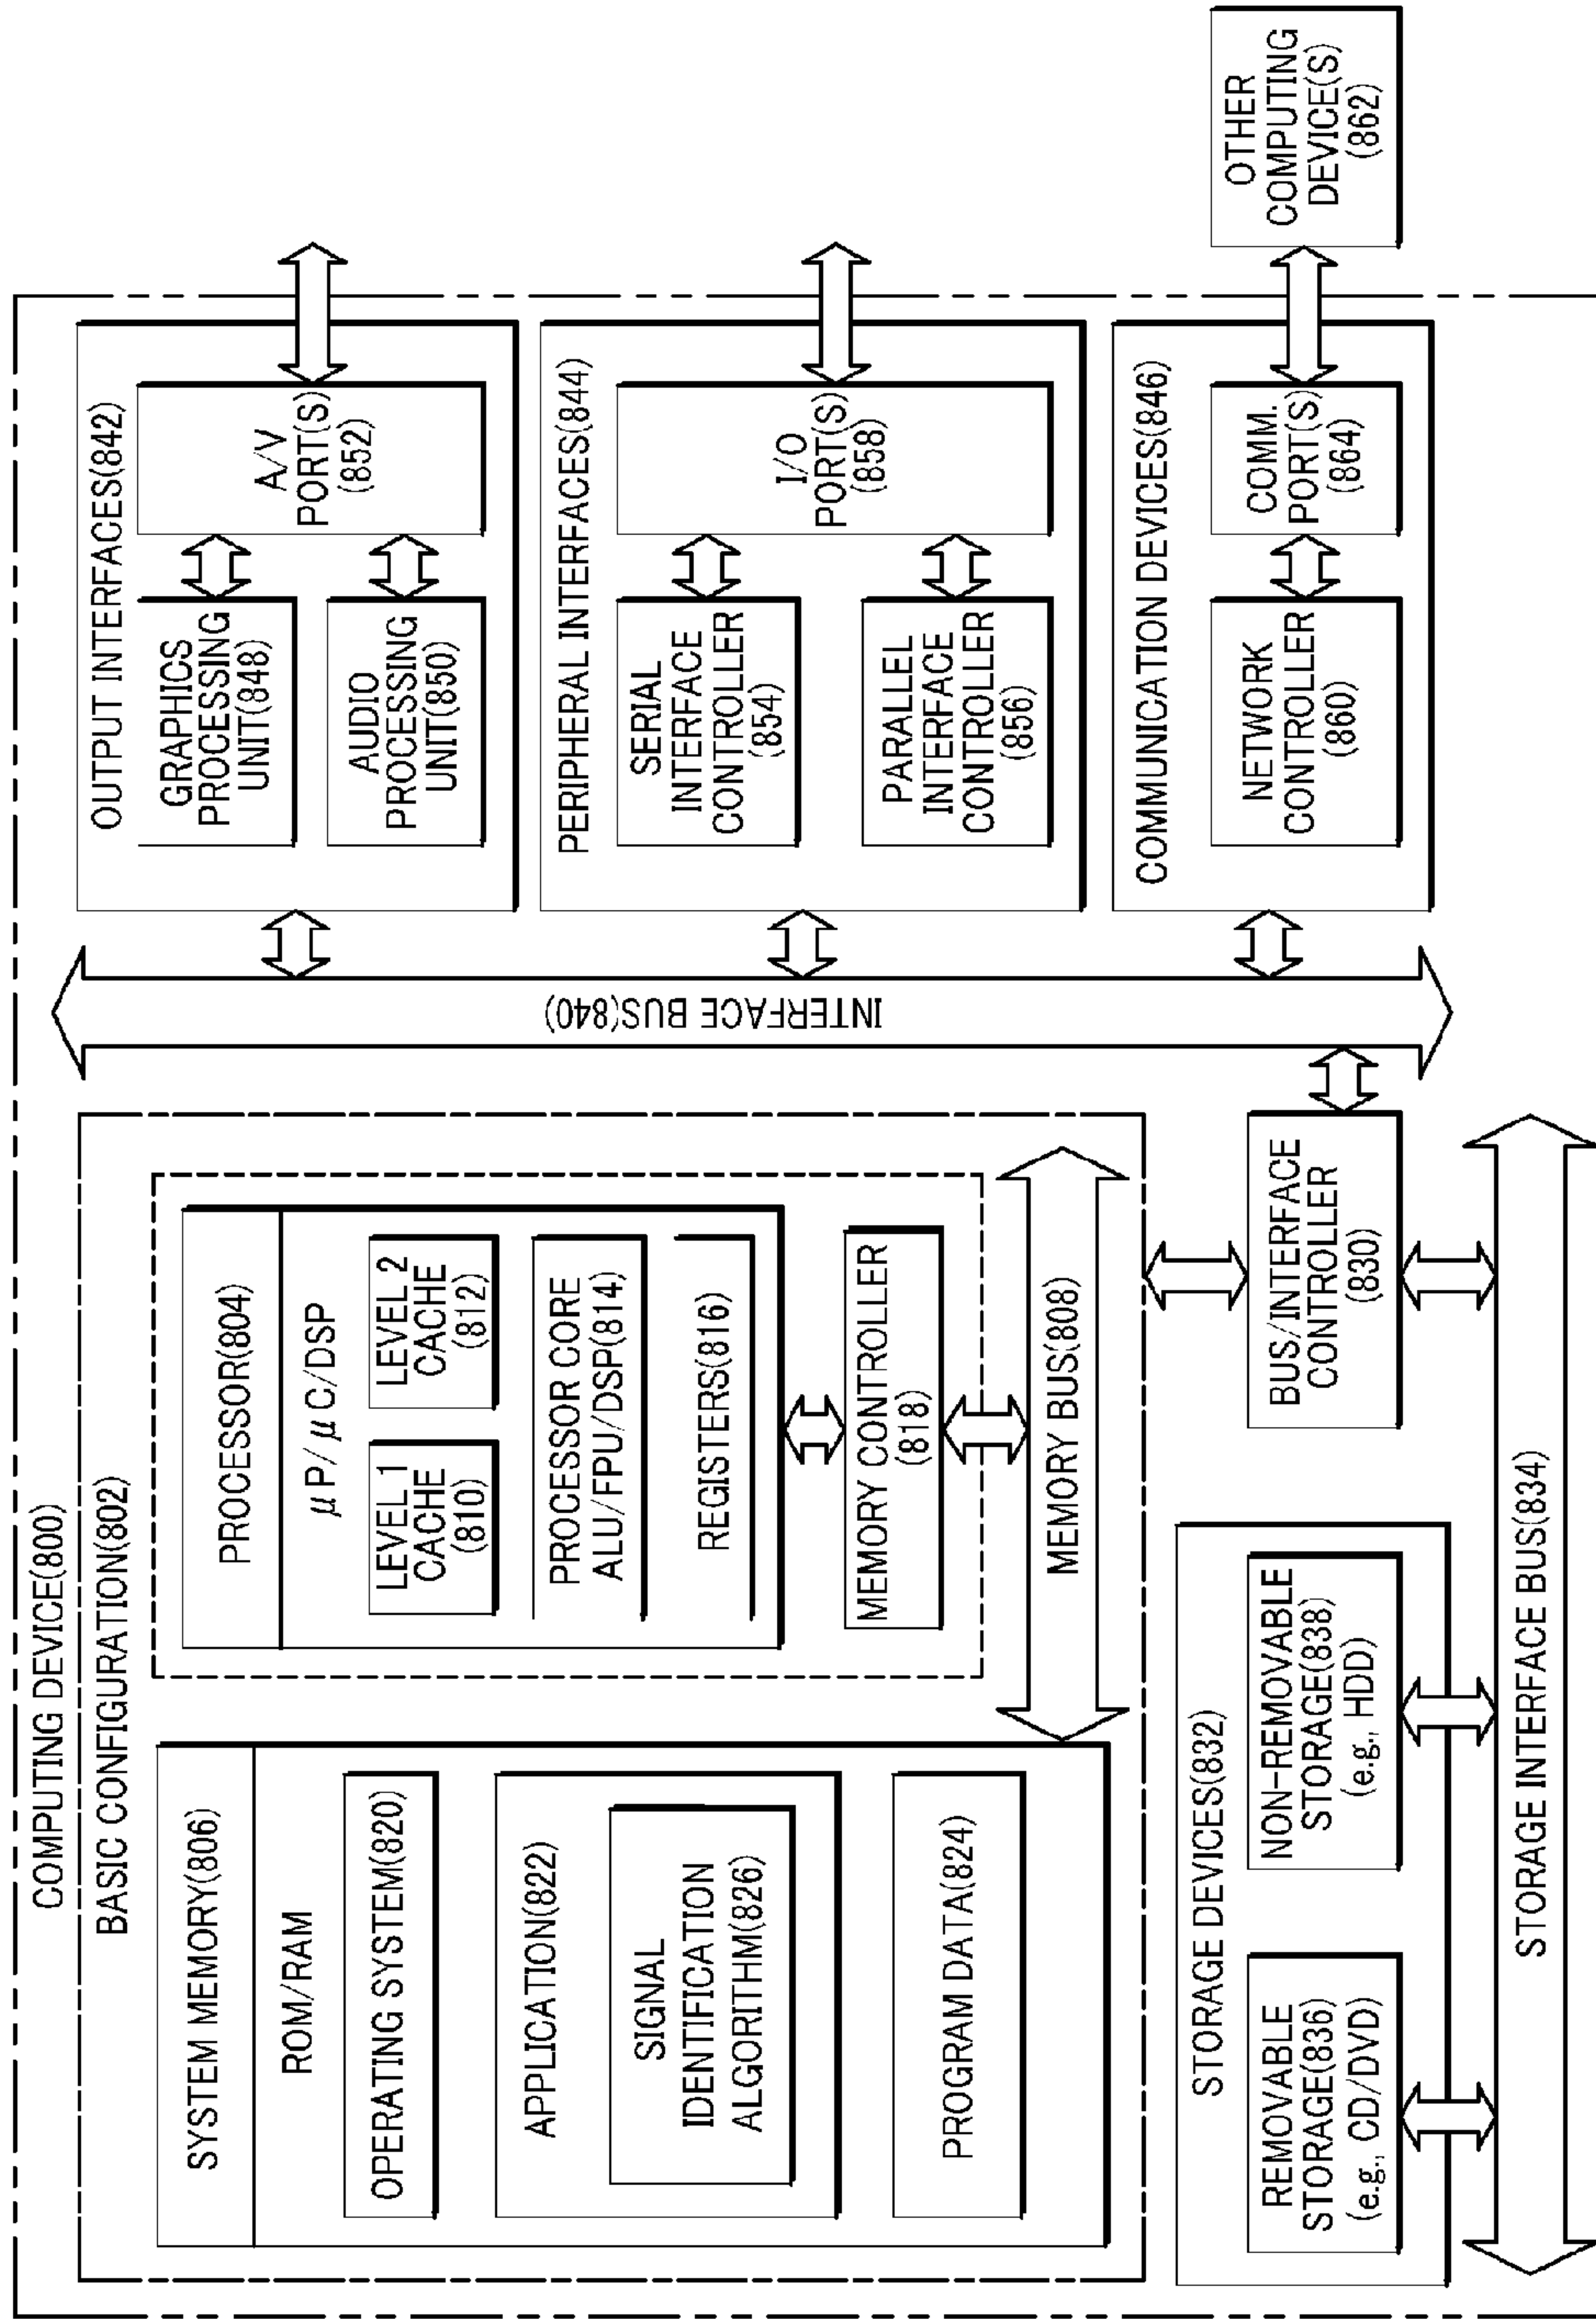 COMPUTING DEVICE(800)
BASIC CONFIGURATION(802)
SYSTEM MEMORY(806)
ROM/RAM
OPERATING SYSTEM(820)
APPLICATION(822)
SIGNAL
IDENTIFICATION
ALGORITHM(826)
PROGRAM DATA(824)
PROCESSOR(804)
μP/μC/DSP
LEVEL 1
CACHE
(810)
LEVEL 2
CACHE
(812)
PROCESSOR CORE
ALU/FPU/DSP(814)
REGISTERS(816)
MEMORY CONTROLLER
(818)
MEMORY BUS(808)
BUS/INTERFACE
CONTROLLER
(830)
STORAGE DEVICES(832)
REMOVABLE
STORAGE(836)
(e.g., CD/DVD)
NON-REMOVABLE
STORAGE(838)
(e.g., HDD)
STORAGE INTERFACE BUS(834)
INTERFACE BUS(840)
OUTPUT INTERFACES(842)
GRAPHICS
PROCESSING
UNIT(848)
AUDIO
PROCESSING
UNIT(850)
A/V
PORT(S)
(852)
PERIPHERAL INTERFACES(844)
SERIAL
INTERFACE
CONTROLLER
(854)
PARALLEL
INTERFACE
CONTROLLER
(856)
I/O
PORT(S)
(858)
COMMUNICATION DEVICES(846)
NETWORK
CONTROLLER
(860)
COMM.
PORT(S)
(864)
OTHER
COMPUTING
DEVICE(S)
(862)